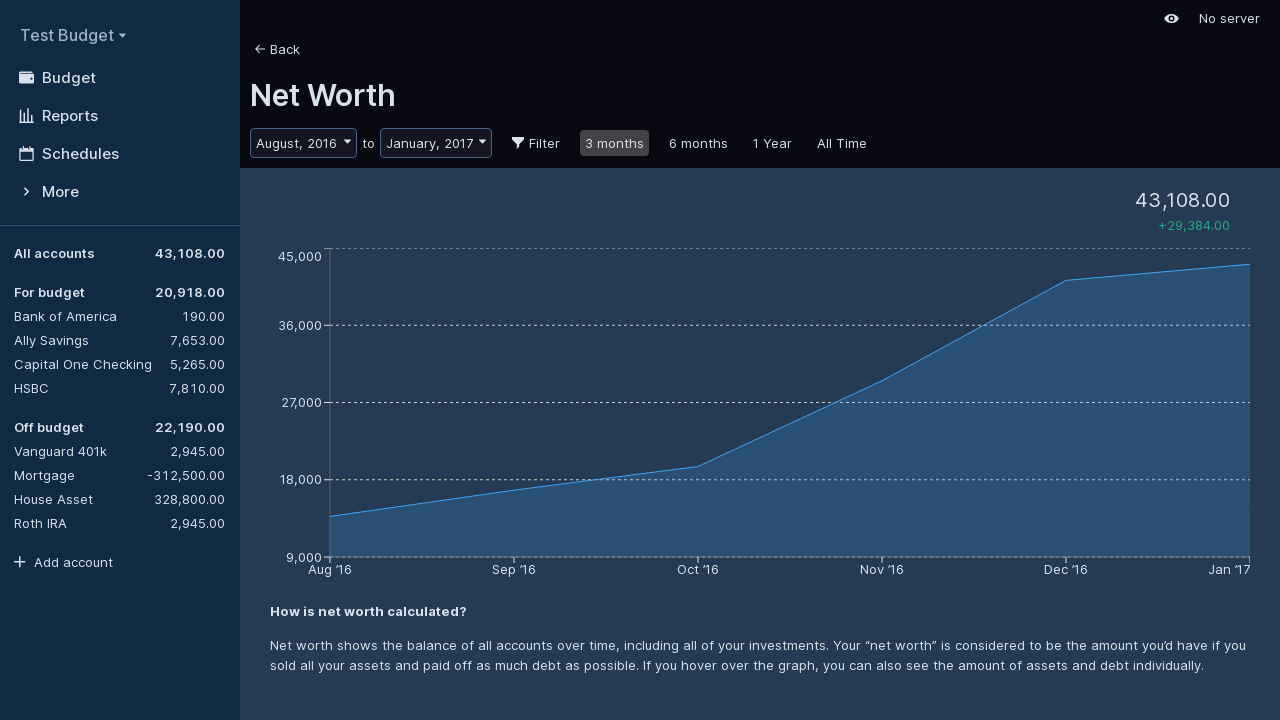 Test Budget
Budget
Reports
Schedules
More
All accounts 43,108.00
For budget 20,918.00
Bank of America 190.00
Ally Savings 7,653.00
Capital One Checking 5,265.00
HSBC 7,810.00
Off budget 22,190.00
Vanguard 401k 2,945.00
Mortgage -312,500.00
House Asset 328,800.00
Roth IRA 2,945.00
Add account
No server
Back
Net Worth
August, 2016 to January, 2017 Filter 3 months 6 months 1 Year All Time
43,108.00
+29,384.00
45,000
36,000
27,000
18,000
9,000
Aug ’16 Sep ’16 Oct ’16 Nov ’16 Dec ’16 Jan ’17
How is net worth calculated?
Net worth shows the balance of all accounts over time, including all of your investments. Your “net worth” is considered to be the amount you’d have if you
sold all your assets and paid off as much debt as possible. If you hover over the graph, you can also see the amount of assets and debt individually.